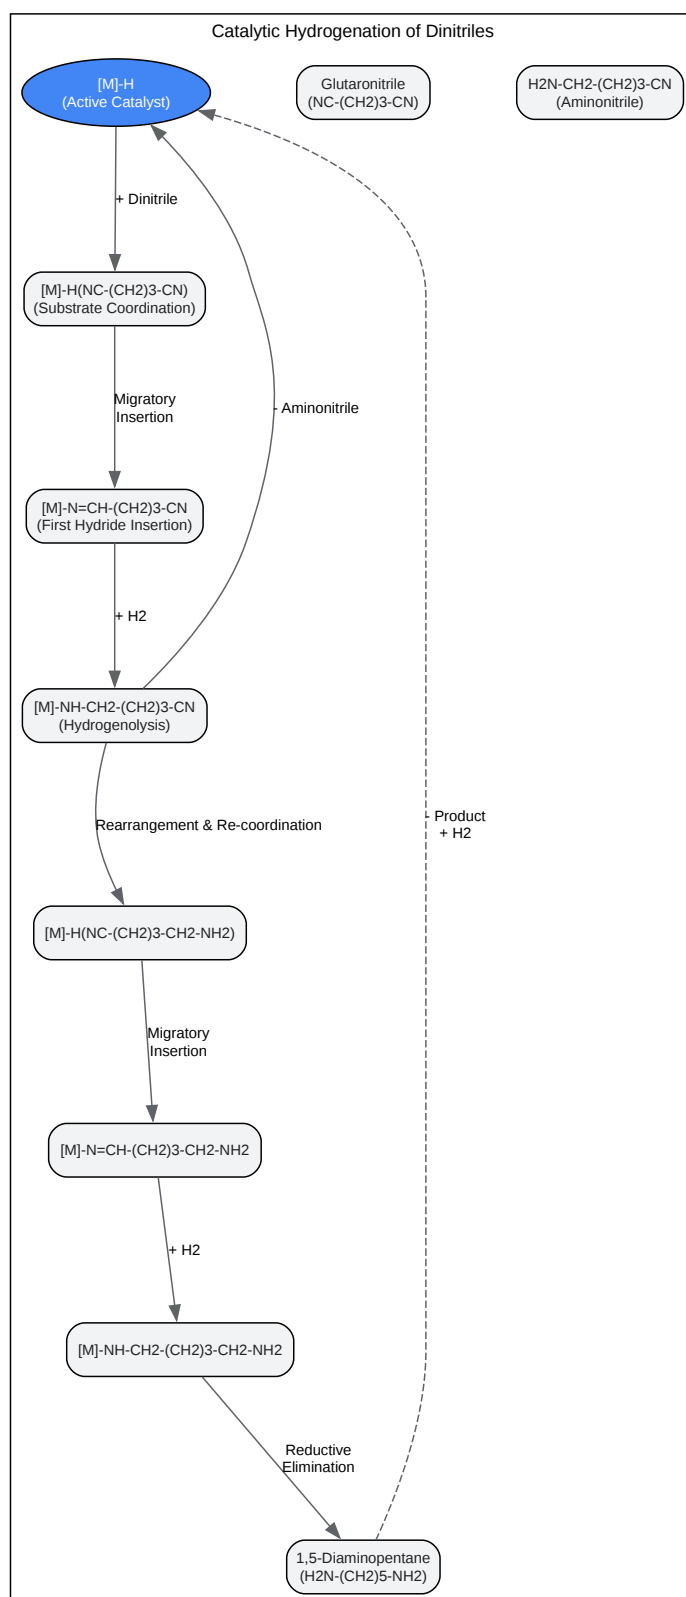 Catalytic Hydrogenation of Dinitriles
[M]-H
(Active Catalyst)
Glutaronitrile
(NC-(CH2)3-CN)
H2N-CH2-(CH2)3-CN
(Aminonitrile)
+ Dinitrile
[M]-H(NC-(CH2)3-CN)
(Substrate Coordination)
Migratory
Insertion
- Aminonitrile
[M]-N=CH-(CH2)3-CN
(First Hydride Insertion)
+ H2
[M]-NH-CH2-(CH2)3-CN
(Hydrogenolysis)
Rearrangement & Re-coordination
- Product
+ H2
[M]-H(NC-(CH2)3-CH2-NH2)
Migratory
Insertion
[M]-N=CH-(CH2)3-CH2-NH2
+ H2
[M]-NH-CH2-(CH2)3-CH2-NH2
Reductive
Elimination
1,5-Diaminopentane
(H2N-(CH2)5-NH2)